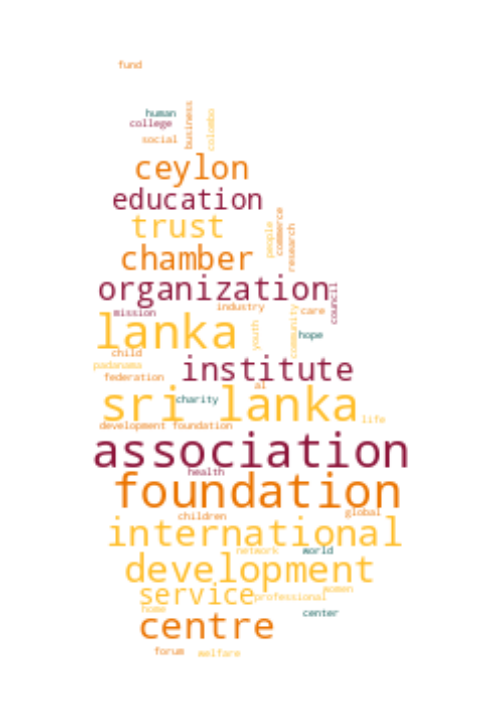 fund
human
college
social
business
colombo
ceylon
education
trust
people
commerce
research
chamber
organization
council
mission
industry
care
lanka
youth
community
hope
child
padanama
institute
federation
al
sri lanka
charity
life
development foundation
association
health
foundation
children
global
international
network
world
development
service
professional
women
home
center
centre
forum
welfare